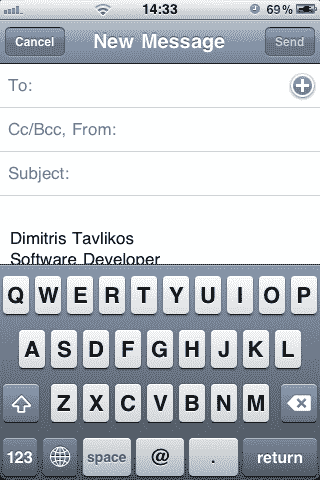 14:33 69%
Cancel New Message Send
To:
Cc/Bcc, From:
Subject:
Dimitris Tavlikos
Software Developer
Q W E R T Y U I O P
A S D F G H J K L
Z X C V B N M
123 space @ . return